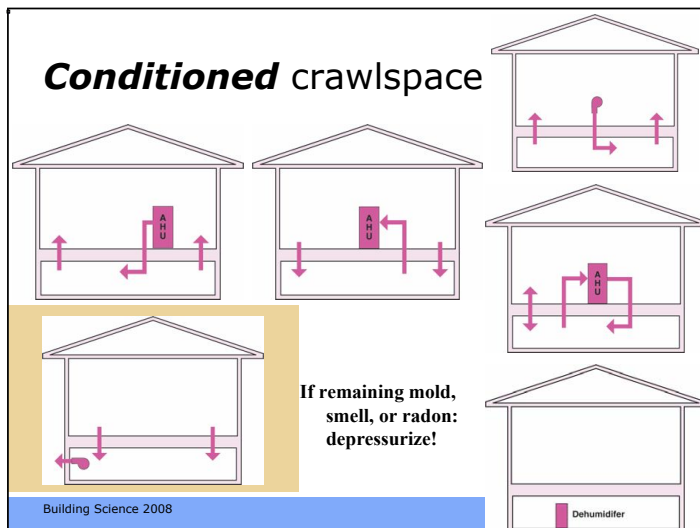 Conditioned crawlspace
A
H
U
A
H
U
A
H
U
If remaining mold,
smell, or radon:
depressurize!
Dehumidifer
Building Science 2008